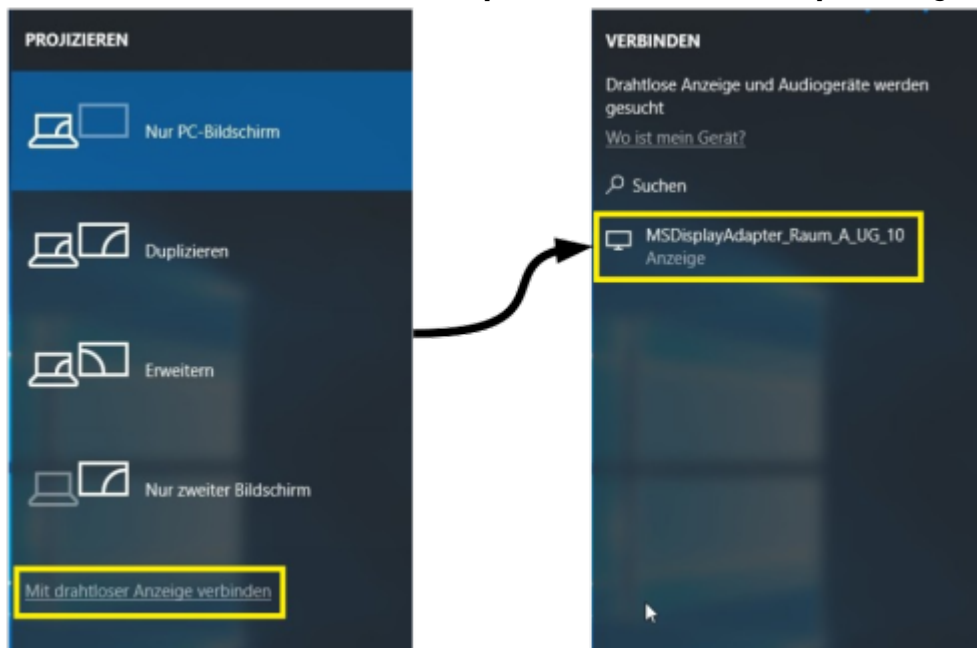 PROJIZIEREN
Nur PC-Bildschirm
Duplizieren
Erweitern
Nur zweiter Bildschirm
Mit drahtloser Anzeige verbinden
VERBINDEN
Drahtlose Anzeige und Audiogeräte werden
gesucht
Wo ist mein Gerät?
Suchen
MSDisplayAdapter_Raum_A_UG_10
Anzeige